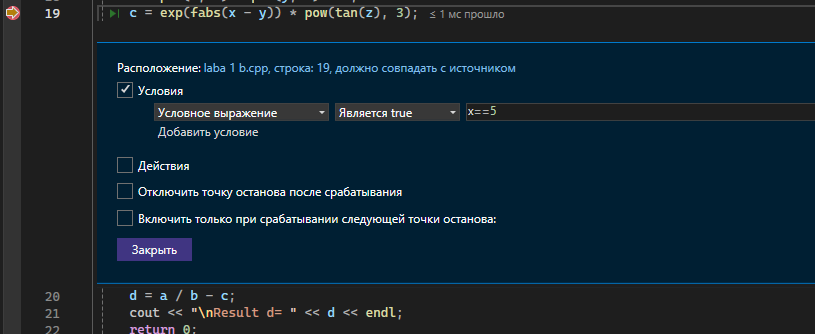 19 c = exp(fabs(x - y)) * pow(tan(z), 3); ≤ 1 мс прошло
Расположение: laba 1 b.cpp, строка: 19, должно совпадать с источником
Условия
Условное выражение Является true x==5
Добавить условие
Действия
Отключить точку останова после срабатывания
Включить только при срабатывании следующей точки останова:
Закрыть
20 d = a / b - c;
21 cout << "\nResult d= " << d << endl;
22 return 0;